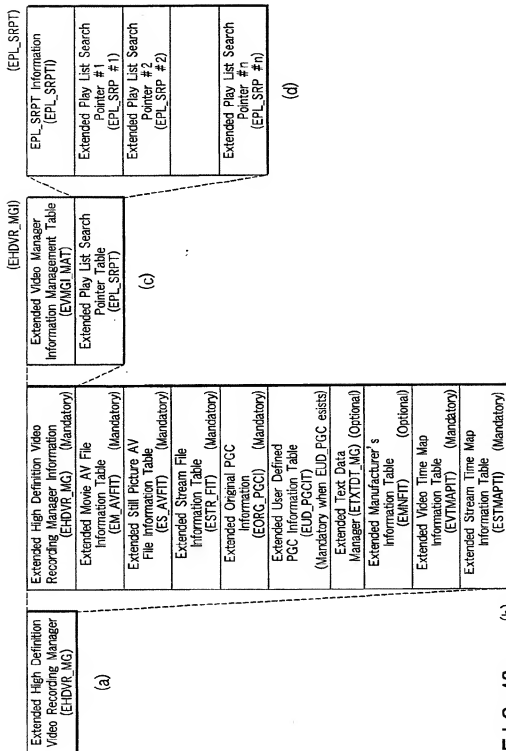 Extended High Definition
Video Recording Manager
(EHDVR_MG)
(a)
Extended High Definition Video
Recording Manager Information
(EHDVR_MG) (Mandatory)
Extended Movie AV File
Information Table (Mandatory)
(EM_AVFIT)
Extended Still Picture AV
File Information Table
(ES_AVFIT) (Mandatory)
Extended Stream File
Information Table
(ESTR_FIT) (Mandatory)
Extended Original PGC
Information
(EORG_PGCI) (Mandatory)
Extended User Defined
PGC Information Table
(EUD_PGCIT)
(Mandatory when EUD_PGC esists)
Extended Text Data
Manager (ETXTDT_MG) (Optional)
Extended Manufacturer's
Information Table (Optional)
(EMNFIT)
Extended Video Time Map
Information Table
(EVTMAPIT) (Mandatory)
Extended Stream Time Map
Information Table
(ESTMAPTI) (Mandatory)
(EHDVR_MGI)
Extended Video Manager
Information Management Table
(EVMGI_MAT)
Extended Play List Search
Pointer Table
(EPL_SRPT)
(c)
(EPL_SRPT)
EPL_SRPT Information
(EPL_SRPTI)
Extended Play List Search
Pointer #1
(EPL_SRP #1)
Extended Play List Search
Pointer #2
(EPL_SRP #2)
Extended Play List Search
Pointer #n
(EPL_SRP #n)
(d)